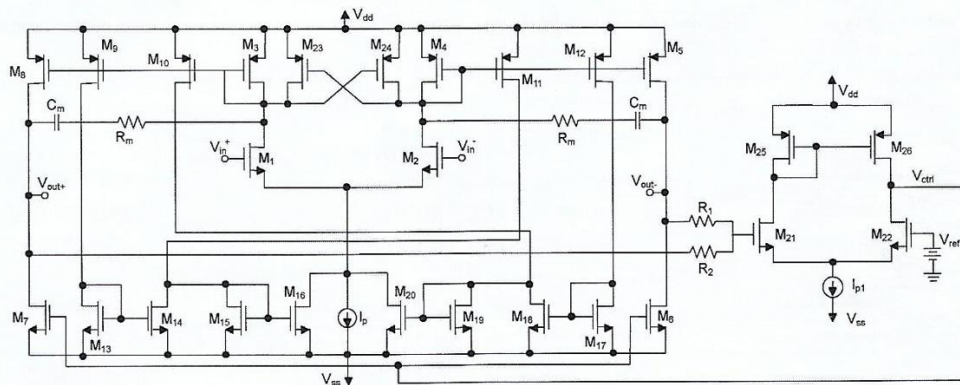 Vdd
M8
M9
M10
M3
M23
M24
M4
M11
M12
M5
Cm
Rm
Rm
Cm
Vin+
M1
M2
Vin-
Vout+
Vout-
R1
R2
Vdd
M25
M26
Vctrl
M21
M22
Vref
Ip1
Vss
M7
M13
M14
M15
M16
Ip
M20
M19
M18
M17
M6
Vss